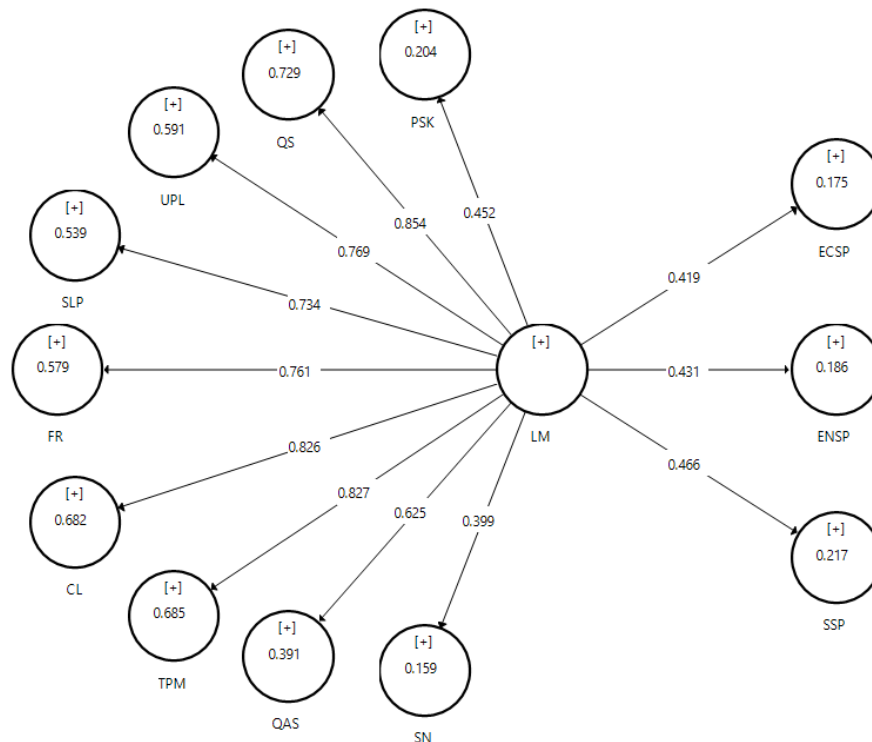 [+]
0.204
PSK
[+]
0.729
QS
[+]
0.591
UPL
[+]
0.539
SLP
[+]
0.579
FR
[+]
0.682
CL
[+]
0.685
TPM
[+]
0.391
QAS
[+]
0.159
SN
0.452
0.854
0.769
0.734
0.761
0.826
0.827
0.625
0.399
[+]
LM
0.419
0.431
0.466
[+]
0.175
ECSP
[+]
0.186
ENSP
[+]
0.217
SSP